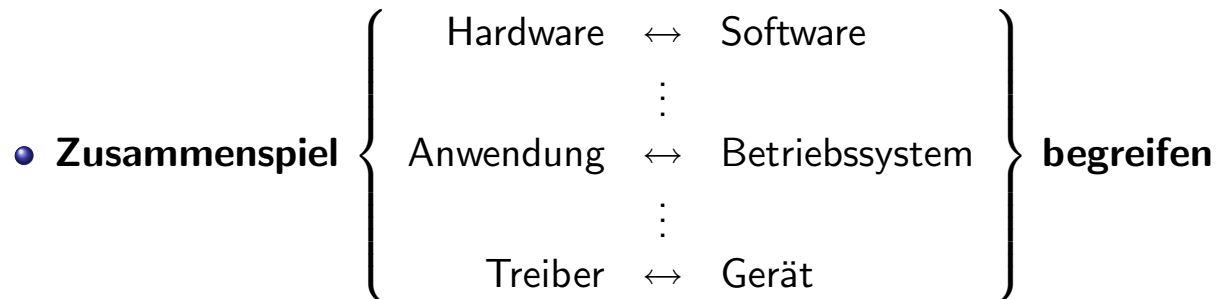 Hardware ↔ Software
⋮
• Zusammenspiel { Anwendung ↔ Betriebssystem } begreifen
⋮
Treiber ↔ Gerät